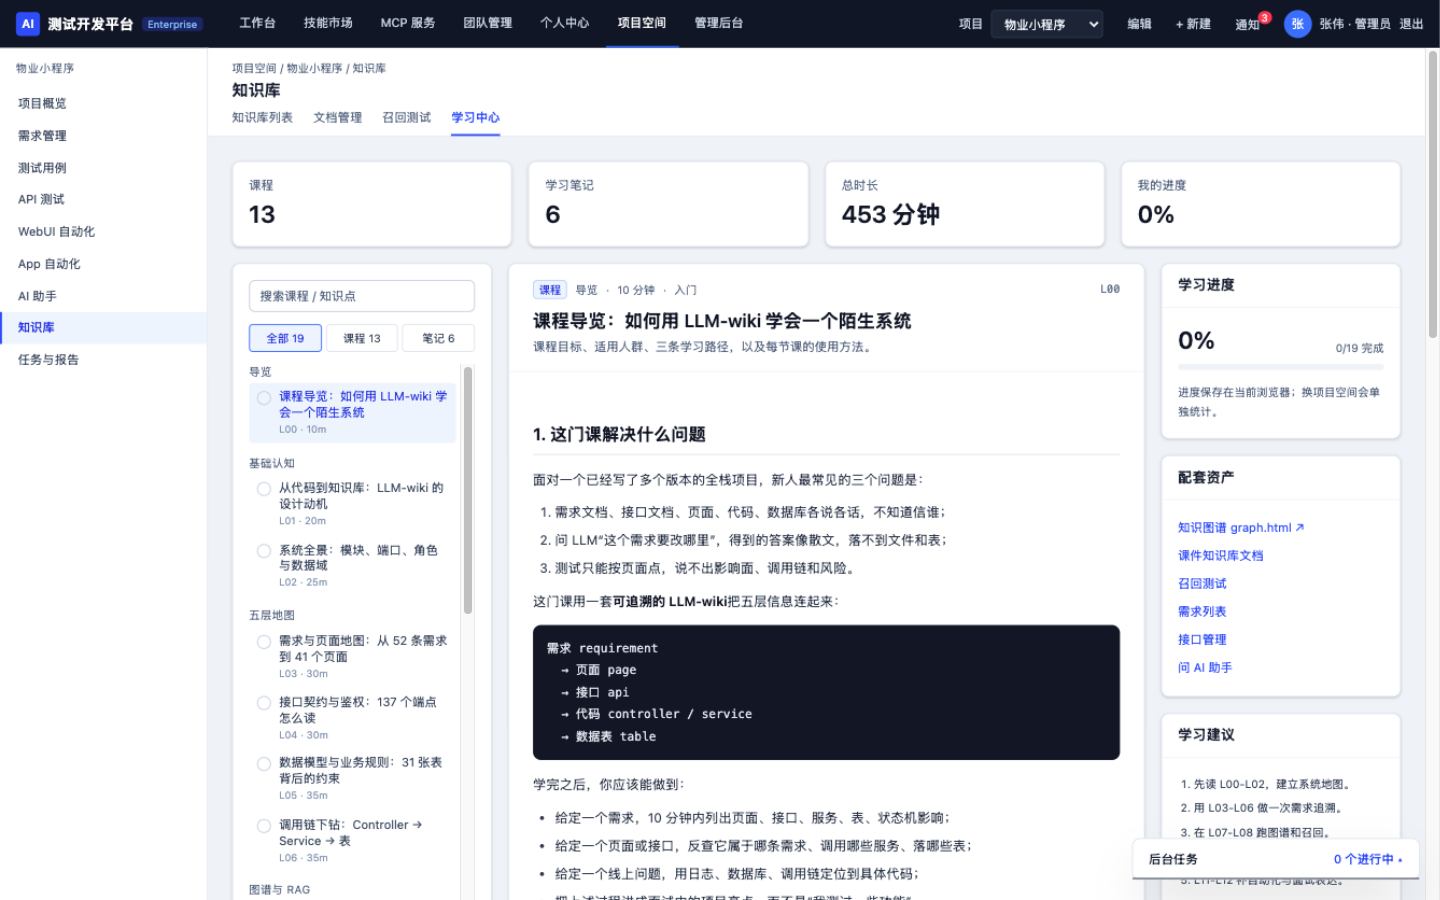 AI 测试开发平台 Enterprise 工作台 技能市场 MCP 服务 团队管理 个人中心 项目空间 管理后台 项目 物业小程序 编辑 + 新建 通知 3 张 张伟 · 管理员 退出
物业小程序
项目概览
需求管理
测试用例
API 测试
WebUI 自动化
App 自动化
AI 助手
知识库
任务与报告
项目空间 / 物业小程序 / 知识库
知识库
知识库列表 文档管理 召回测试 学习中心
课程
13
学习笔记
6
总时长
453 分钟
我的进度
0%
搜索课程 / 知识点
全部 19 课程 13 笔记 6
导览
课程导览：如何用 LLM-wiki 学
会一个陌生系统
L00 · 10m
基础认知
从代码到知识库：LLM-wiki 的
设计动机
L01 · 20m
系统全景：模块、端口、角色
与数据域
L02 · 25m
五层地图
需求与页面地图：从 52 条需求
到 41 个页面
L03 · 30m
接口契约与鉴权：137 个端点
怎么读
L04 · 30m
数据模型与业务规则：31 张表
背后的约束
L05 · 35m
调用链下钻：Controller →
Service → 表
L06 · 35m
图谱与 RAG
课程 导览 · 10 分钟 · 入门 L00
课程导览：如何用 LLM-wiki 学会一个陌生系统
课程目标、适用人群、三条学习路径，以及每节课的使用方法。
1. 这门课解决什么问题
面对一个已经写了多个版本的全栈项目，新人最常见的三个问题是：
1. 需求文档、接口文档、页面、代码、数据库各说各话，不知道信谁；
2. 问 LLM“这个需求要改哪里”，得到的答案像散文，落不到文件和表；
3. 测试只能按页面点，说不出影响面、调用链和风险。
这门课用一套可追溯的 LLM-wiki把五层信息连起来：
需求 requirement
→ 页面 page
→ 接口 api
→ 代码 controller / service
→ 数据表 table
学完之后，你应该能做到：
• 给定一个需求，10 分钟内列出页面、接口、服务、表、状态机影响；
• 给定一个页面或接口，反查它属于哪条需求、调用哪些服务、落哪些表；
• 给定一个线上问题，用日志、数据库、调用链定位到具体代码；
学习进度
0% 0/19 完成
进度保存在当前浏览器；换项目空间会单
独统计。
配套资产
知识图谱 graph.html ↗
课件知识库文档
召回测试
需求列表
接口管理
问 AI 助手
学习建议
1. 先读 L00-L02，建立系统地图。
2. 用 L03-L06 做一次需求追溯。
3. 在 L07-L08 跑图谱和召回。
后台任务 0 个进行中